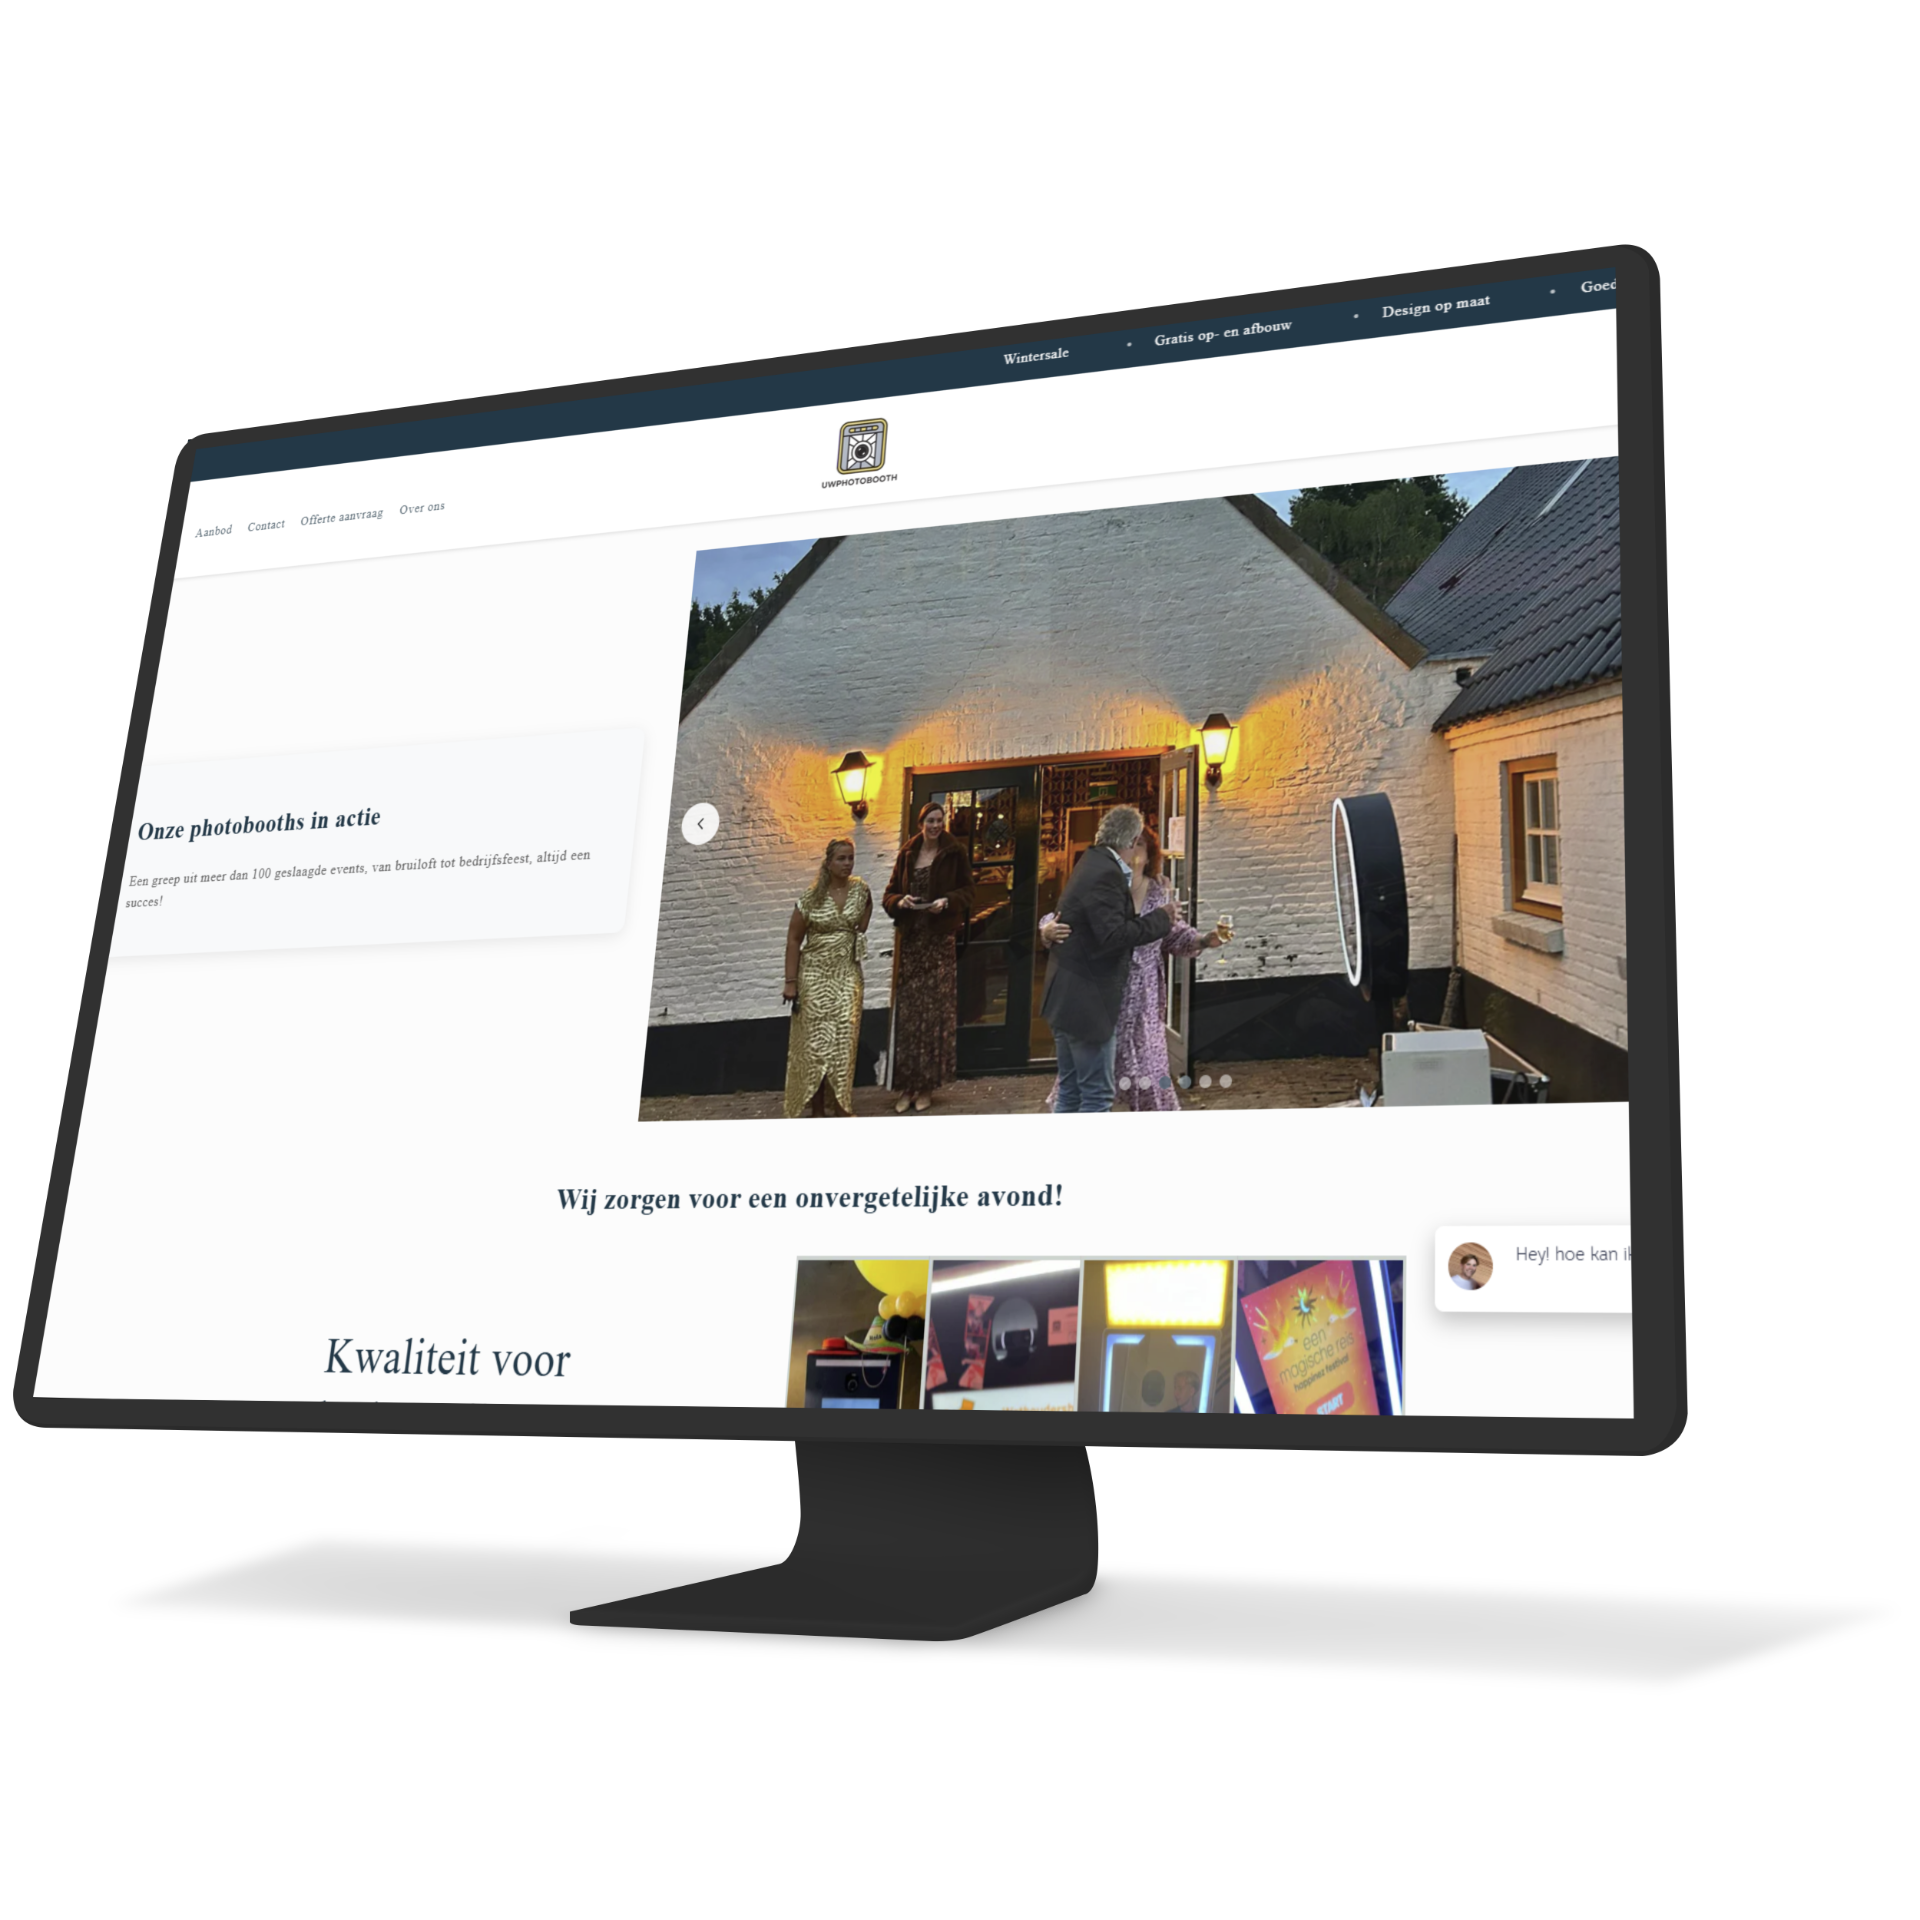 Wintersale • Gratis op- en afbouw • Design op maat • Goed
UWPHOTOBOOTH
Aanbod Contact Offerte aanvraag Over ons
Onze photobooths in actie
Een greep uit meer dan 100 geslaagde events, van bruiloft tot bedrijfsfeest, altijd een
succes!
Wij zorgen voor een onvergetelijke avond!
Hey! hoe kan ik
Kwaliteit voor
een
magische reis
happinez festival
START